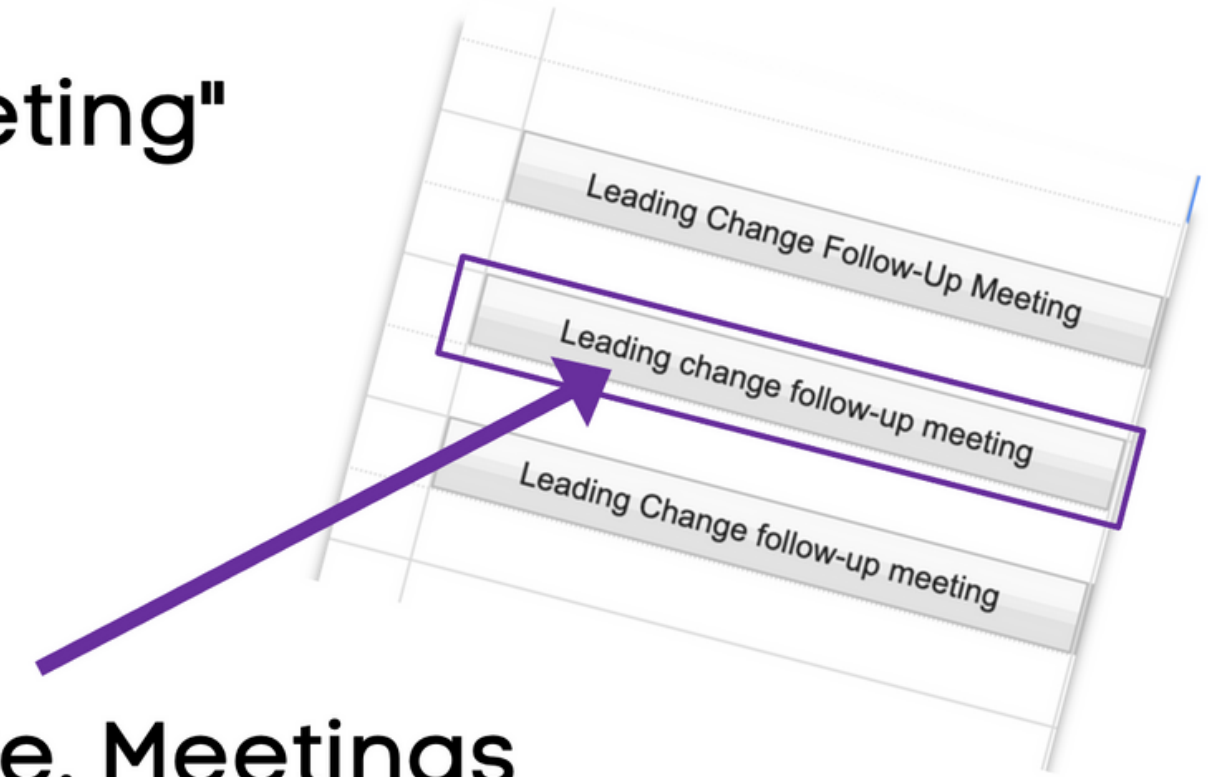 eting"
Leading Change Follow-Up Meeting
Leading change follow-up meeting
Leading Change follow-up meeting
e. Meetings